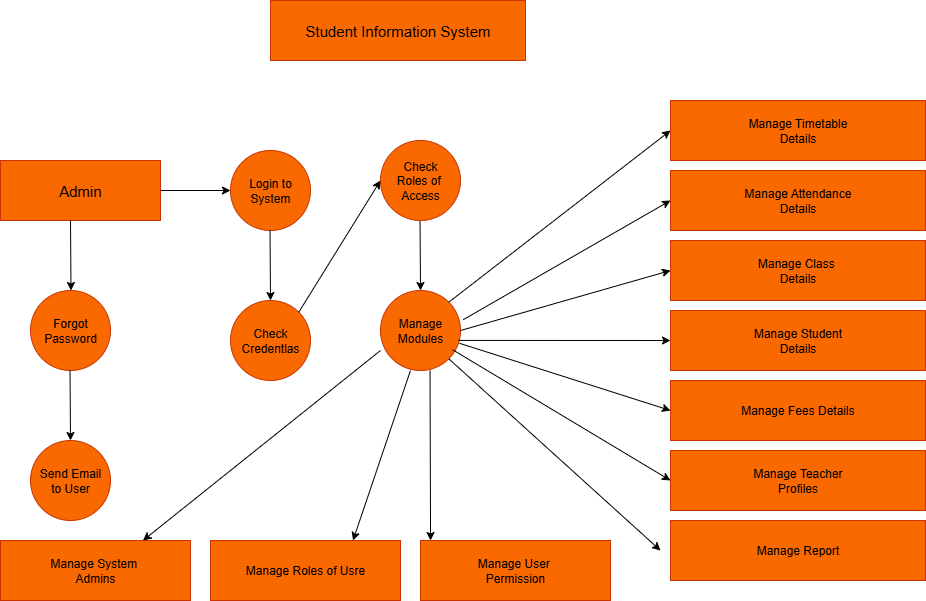 Student Information System
Manage Timetable
Details
Check
Roles of
Access
Admin
Login to
System
Manage Attendance
Details
Manage Class
Details
Forgot
Password
Check
Credentlas
Manage
Modules
Manage Student
Details
Manage Fees Details
Send Email
to User
Manage Teacher
Profiles
Manage System
Admins
Manage Roles of Usre
Manage User
Permission
Manage Report